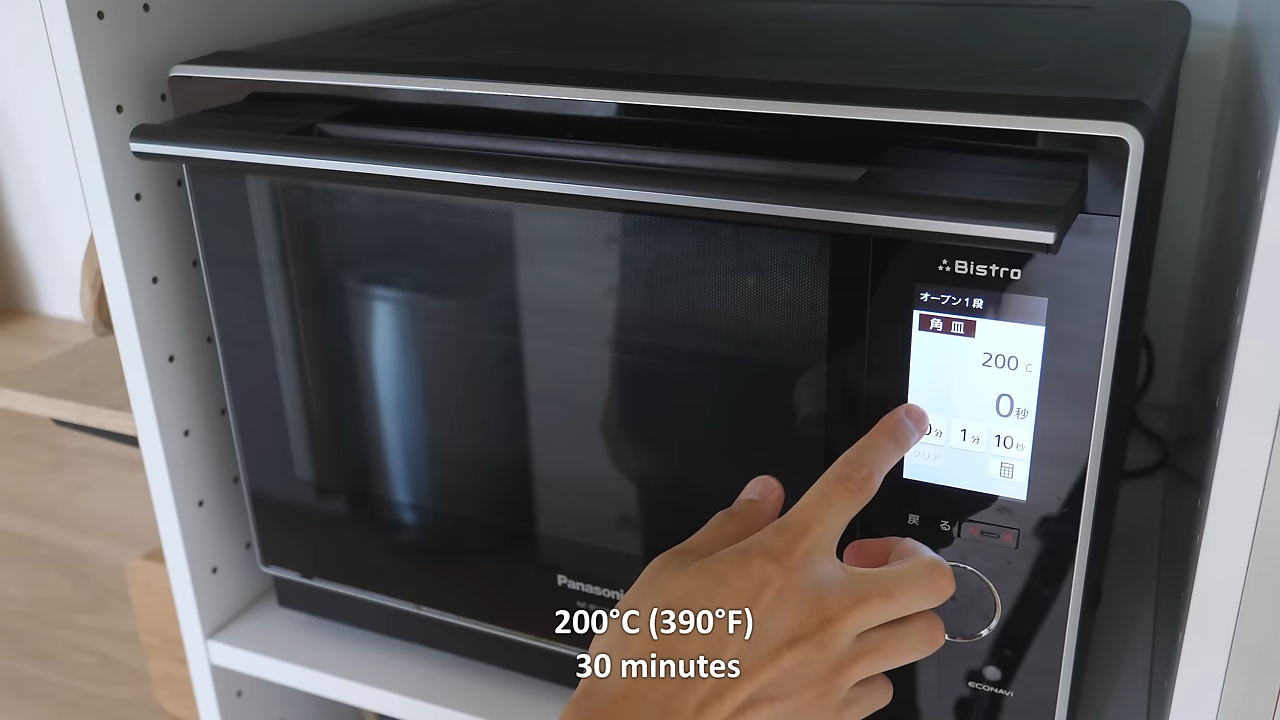 Bistro
オーブン1段
角皿
200 C
0秒
1分
10秒
クリア
戻る
Panasonic
200°C (390°F)
30 minutes
ECONAVI